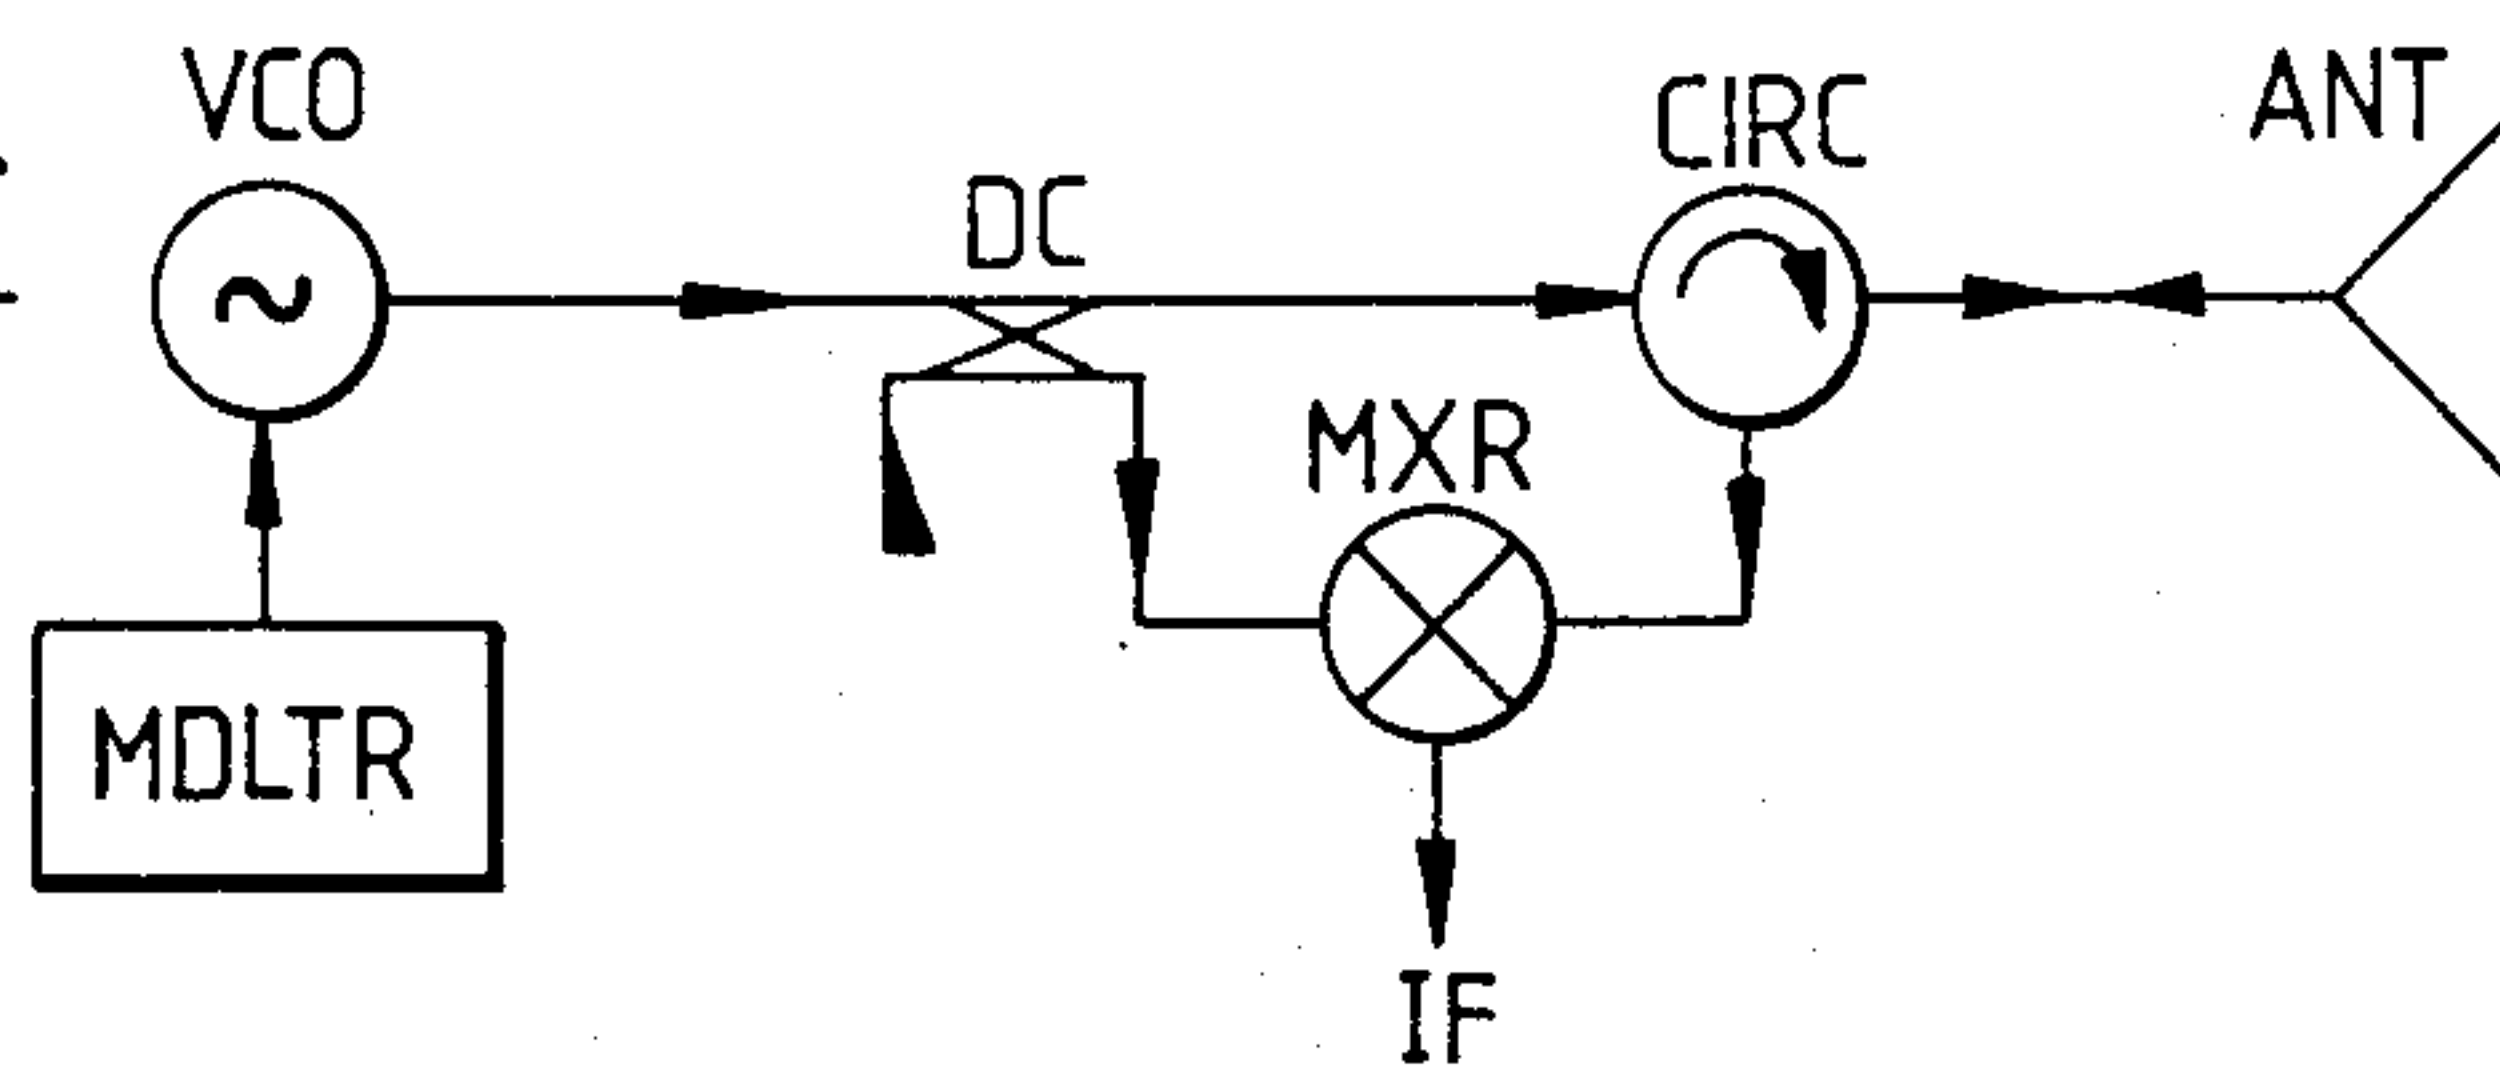 VCO
DC
CIRC
ANT
MXR
MDLTR
IF